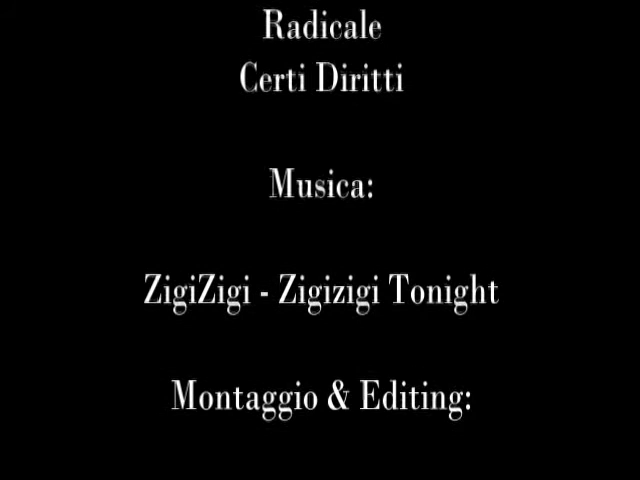 Radicale
Certi Diritti
Musica:
ZigiZigi - Zigizigi Tonight
Montaggio & Editing: